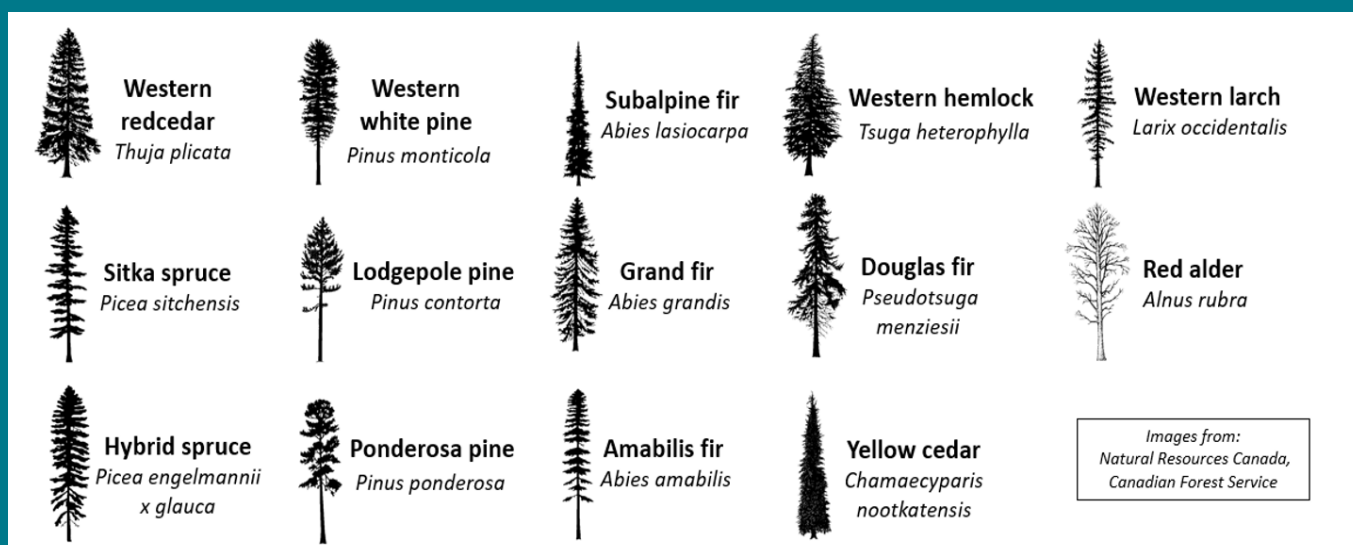 Western
redcedar
Thuja plicata
Western
white pine
Pinus monticola
Subalpine fir
Abies lasiocarpa
Western hemlock
Tsuga heterophylla
Western larch
Larix occidentalis
Sitka spruce
Picea sitchensis
Lodgepole pine
Pinus contorta
Grand fir
Abies grandis
Douglas fir
Pseudotsuga
menziesii
Red alder
Alnus rubra
Hybrid spruce
Picea engelmannii
x glauca
Ponderosa pine
Pinus ponderosa
Amabilis fir
Abies amabilis
Yellow cedar
Chamaecyparis
nootkatensis
Images from:
Natural Resources Canada,
Canadian Forest Service